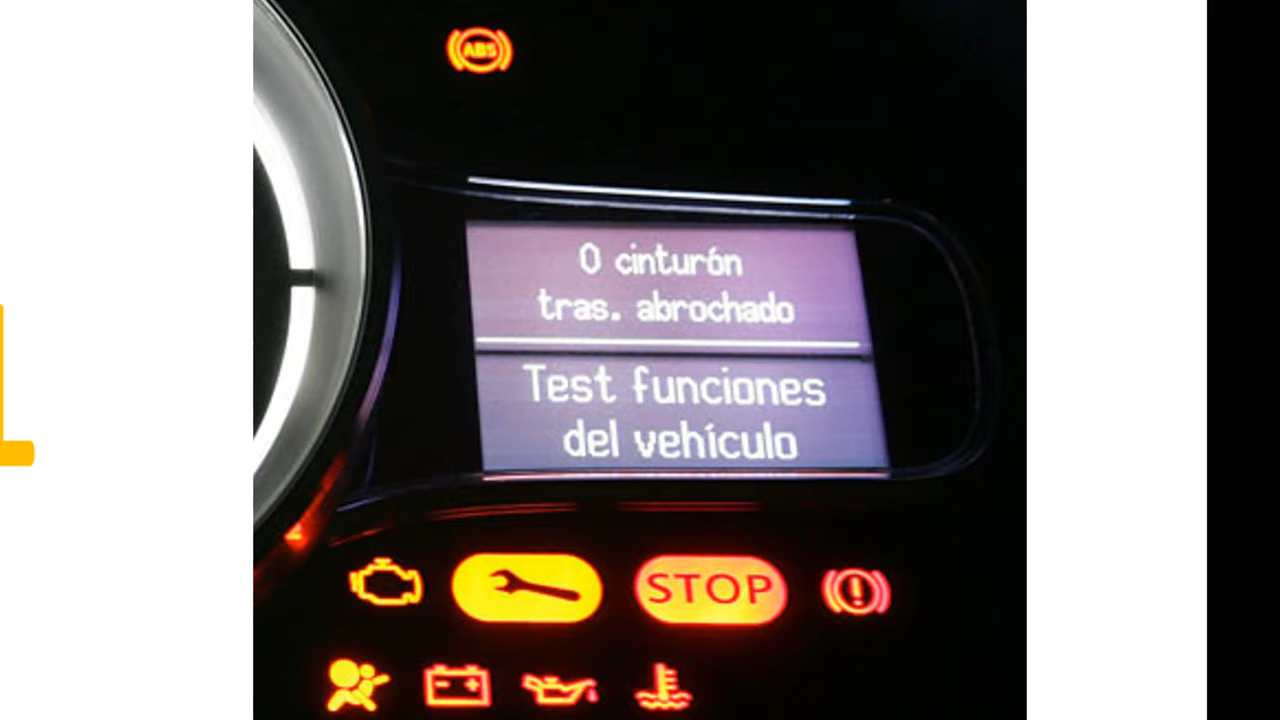 ABS
0 cinturón
tras. abrochado
Test funciones
del vehículo
STOP